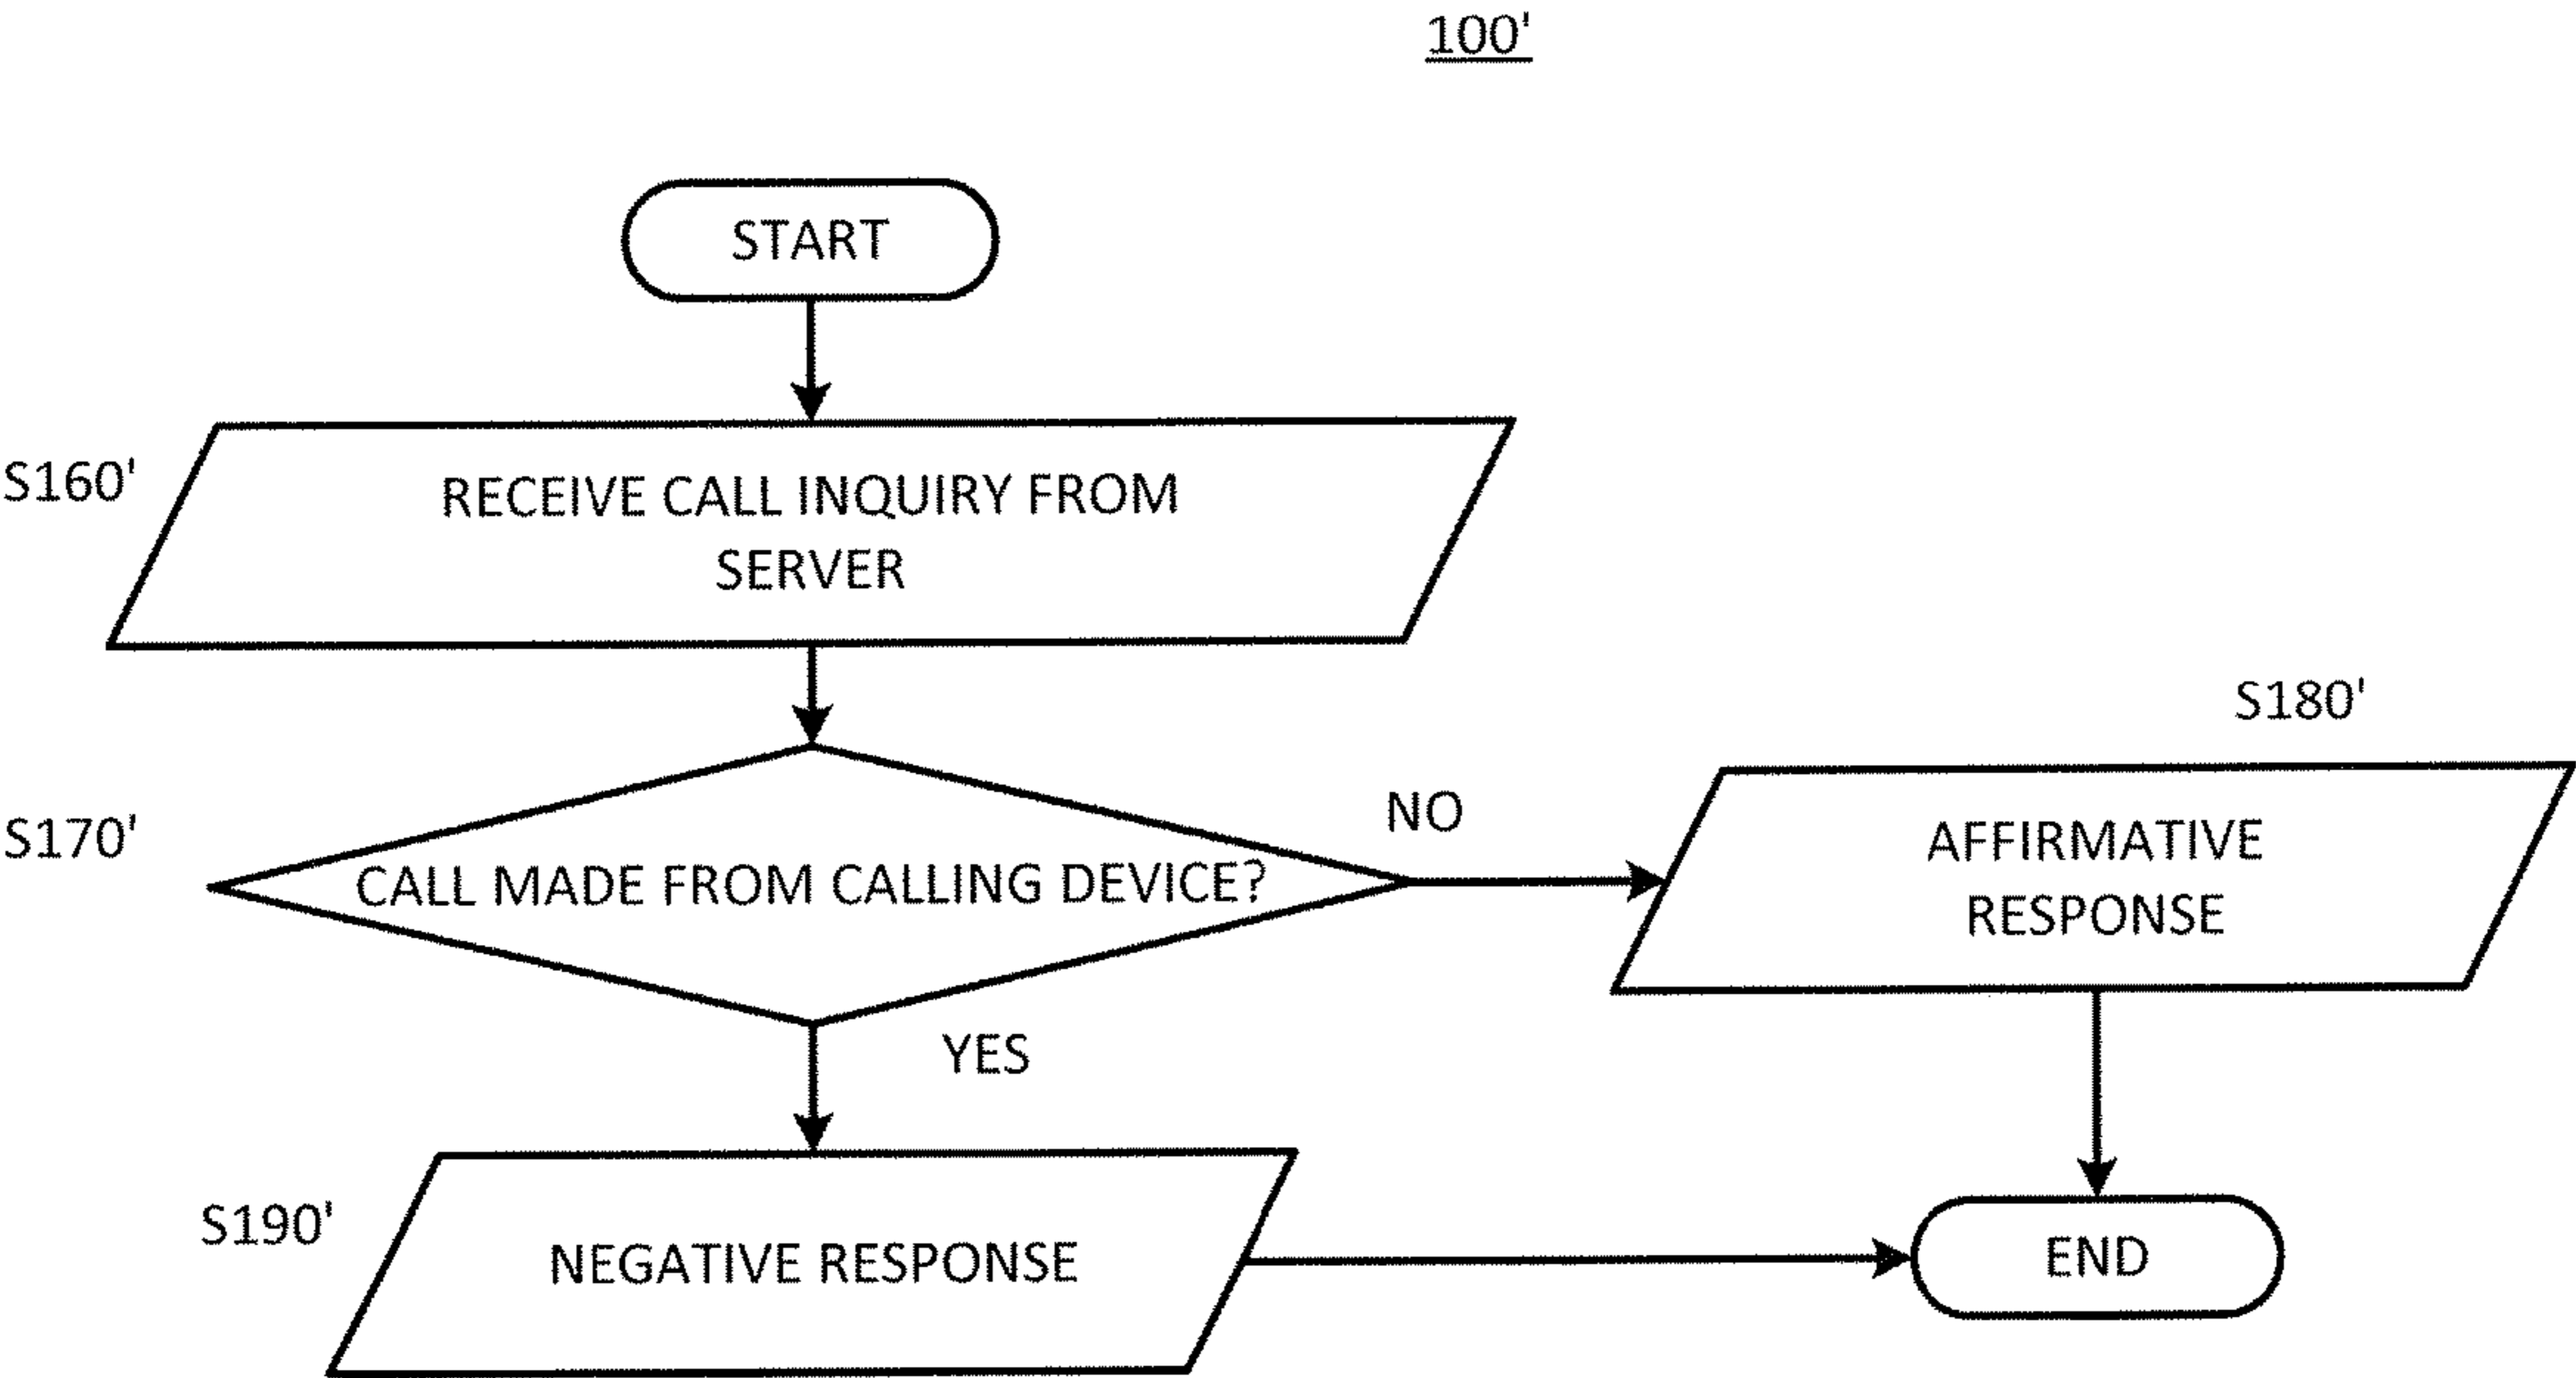 100'
START
S160'
RECEIVE CALL INQUIRY FROM
SERVER
S170'
CALL MADE FROM CALLING DEVICE?
NO
S180'
AFFIRMATIVE
RESPONSE
YES
S190'
NEGATIVE RESPONSE
END